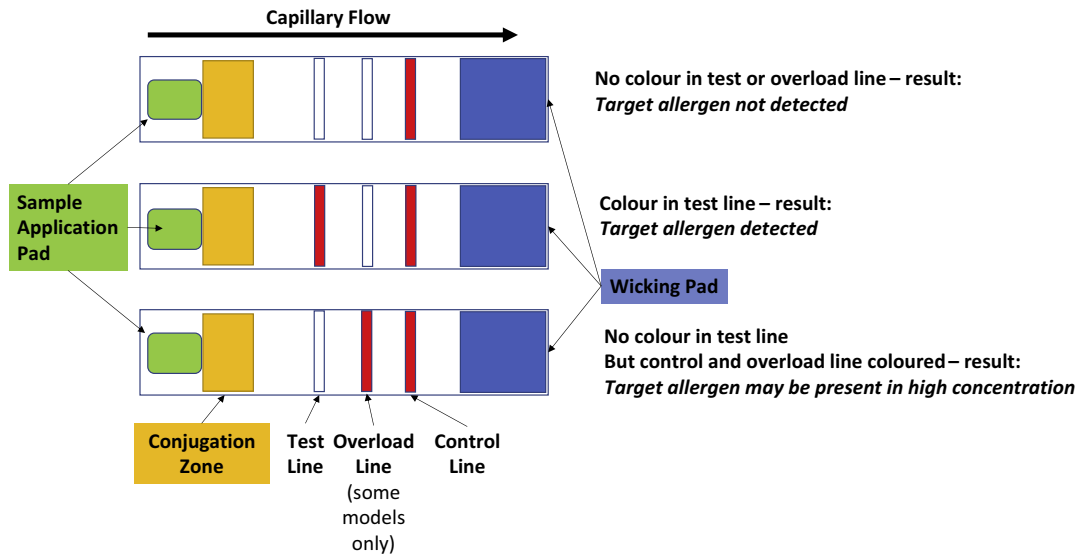 Capillary Flow
No colour in test or overload line – result:
Target allergen not detected
Sample
Application
Pad
Colour in test line – result:
Target allergen detected
Wicking Pad
No colour in test line
But control and overload line coloured – result:
Target allergen may be present in high concentration
Conjugation
Zone
Test
Line
Overload
Line
(some
models
only)
Control
Line